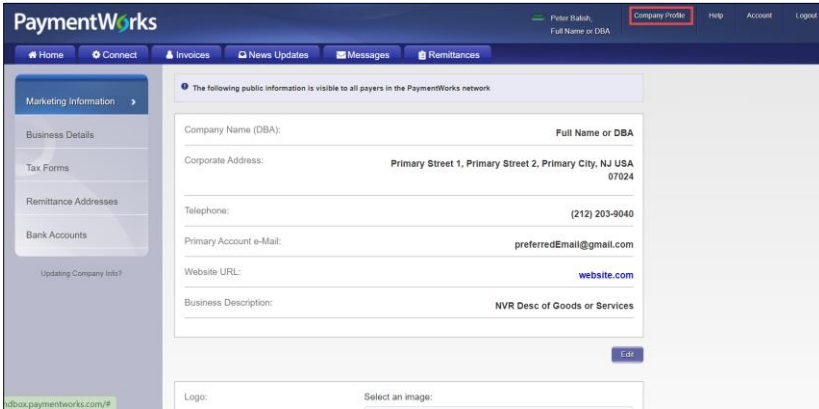 PaymentWorks
Peter Balish,
Full Name or DBA
Company Profile
Help
Account
Logout
Home
Connect
Invoices
News Updates
Messages
Remittances
Marketing Information
Business Details
Tax Forms
Remittance Addresses
Bank Accounts
Updating Company Info?
The following public information is visible to all payers in the PaymentWorks network
Company Name (DBA):
Full Name or DBA
Corporate Address:
Primary Street 1, Primary Street 2, Primary City, NJ USA
07024
Telephone:
(212) 203-9040
Primary Account e-Mail:
preferredEmail@gmail.com
Website URL:
website.com
Business Description:
NVR Desc of Goods or Services
Edit
Logo:
Select an image:
ndbox.paymentworks.com/#